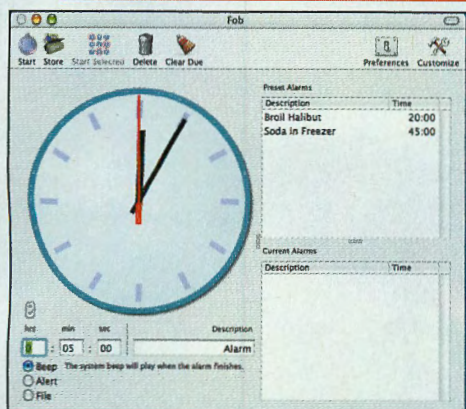 Fob
Start Store Start Selected Delete Clear Due Preferences Customize
Preset Alarms
Description Time
Broil Halibut 20:00
Soda in Freezer 45:00
Current Alarms
Description Time
hrs min sec Description
0 : 05 : 00 Alarm
Beep The system beep will play when the alarm finishes.
Alert
File